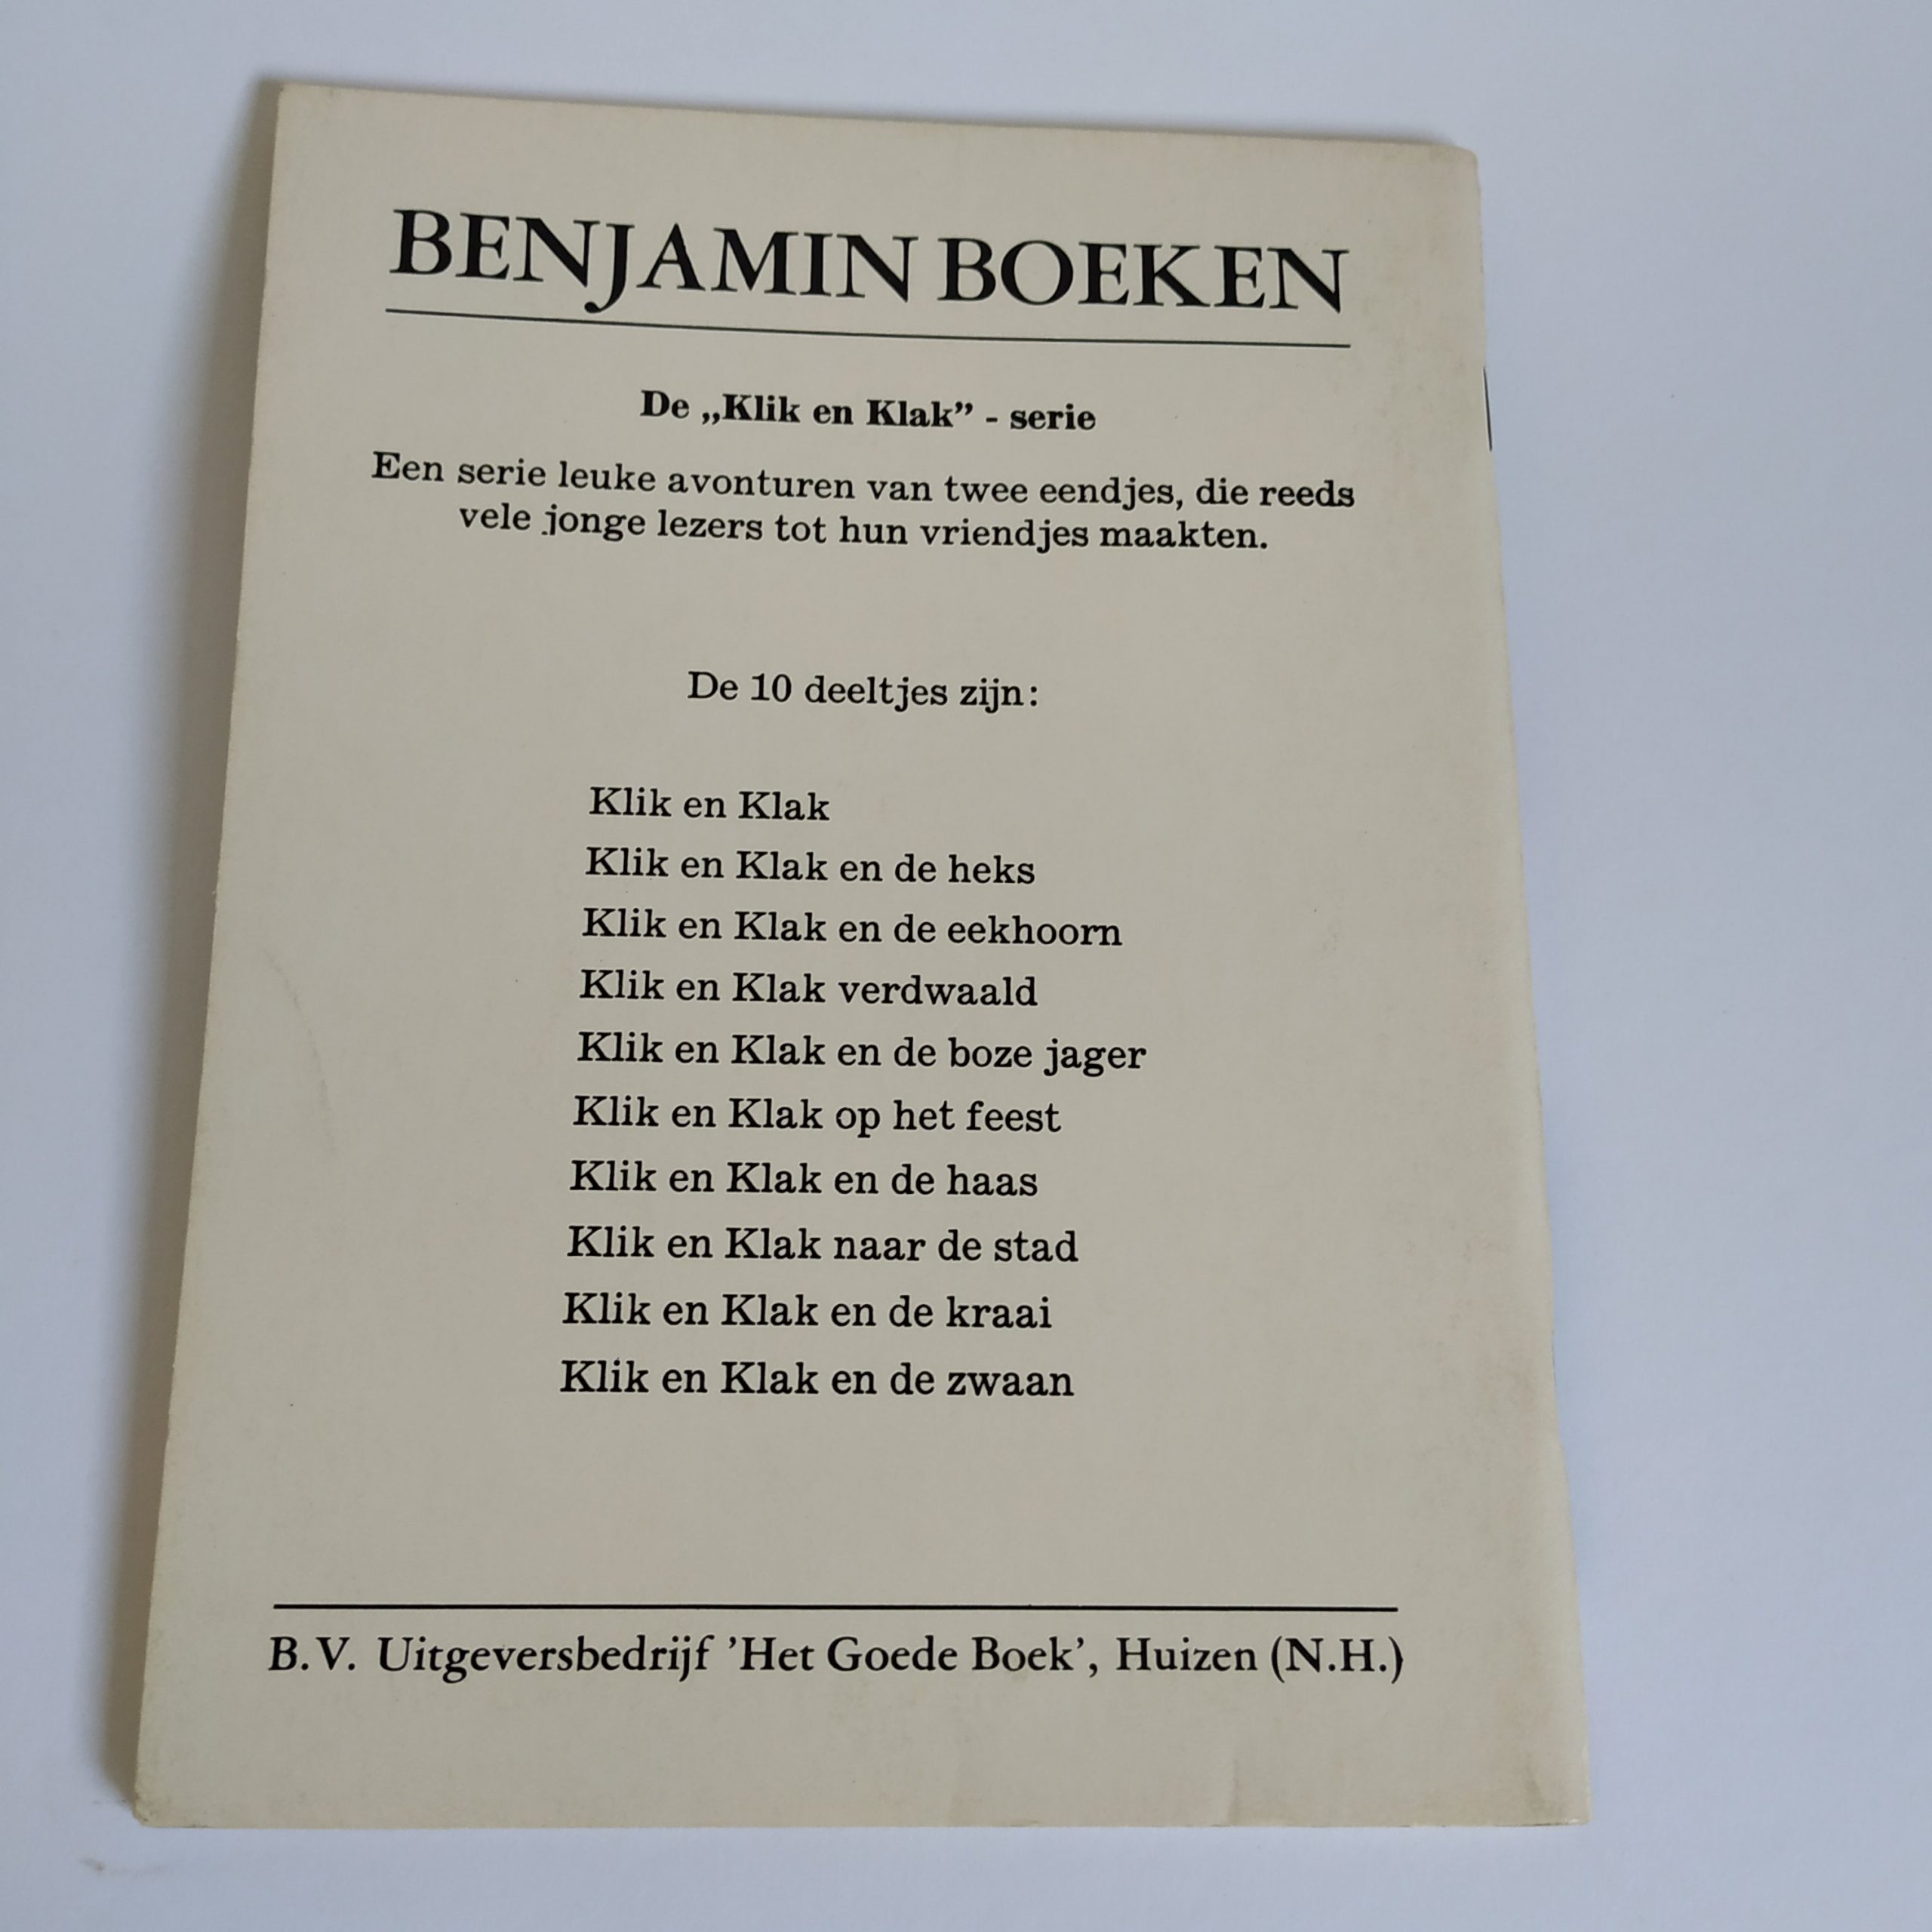 BENJAMIN BOEKEN
De „Klik en Klak” - serie
Een serie leuke avonturen van twee eendjes, die reeds
vele jonge lezers tot hun vriendjes maakten.
De 10 deeltjes zijn:
Klik en Klak
Klik en Klak en de heks
Klik en Klak en de eekhoorn
Klik en Klak verdwaald
Klik en Klak en de boze jager
Klik en Klak op het feest
Klik en Klak en de haas
Klik en Klak naar de stad
Klik en Klak en de kraai
Klik en Klak en de zwaan
B.V. Uitgeversbedrijf ’Het Goede Boek’, Huizen (N.H.)